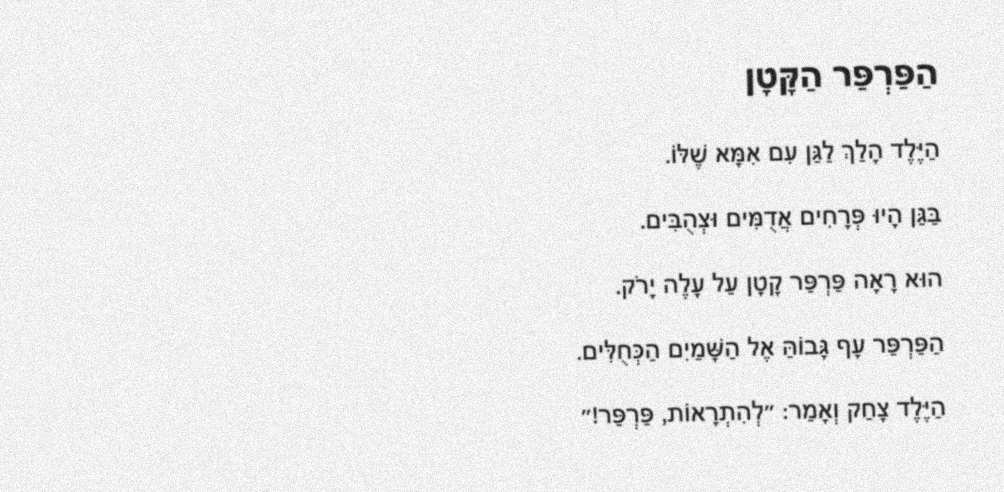 הַפַּרְפַּר הַקָּטָן
הַיֶּלֶד הָלַךְ לַגַּן עִם אִמָּא שֶׁלּוֹ.
בַּגַּן הָיוּ פְּרָחִים אֲדֻמִּים וּצְהֻבִּים.
הוּא רָאָה פַּרְפַּר קָטָן עַל עָלֶה יָרֹק.
הַפַּרְפַּר עָף גָּבוֹהַּ אֶל הַשָּׁמַיִם הַכְּחֻלִּים.
הַיֶּלֶד צָחַק וְאָמַר: ״לְהִתְרָאוֹת, פַּרְפַּר!״